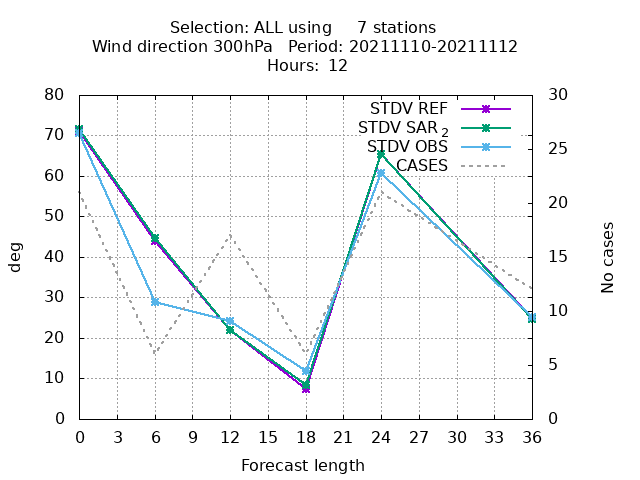 Selection: ALL using     7 stations
Wind direction 300hPa   Period: 20211110-20211112
Hours: 12
80
70
60
50
40
30
20
10
0
deg
30
25
20
15
10
5
0
No cases
STDV REF
STDV SAR 2
STDV OBS
CASES
0 3 6 9 12 15 18 21 24 27 30 33 36
Forecast length